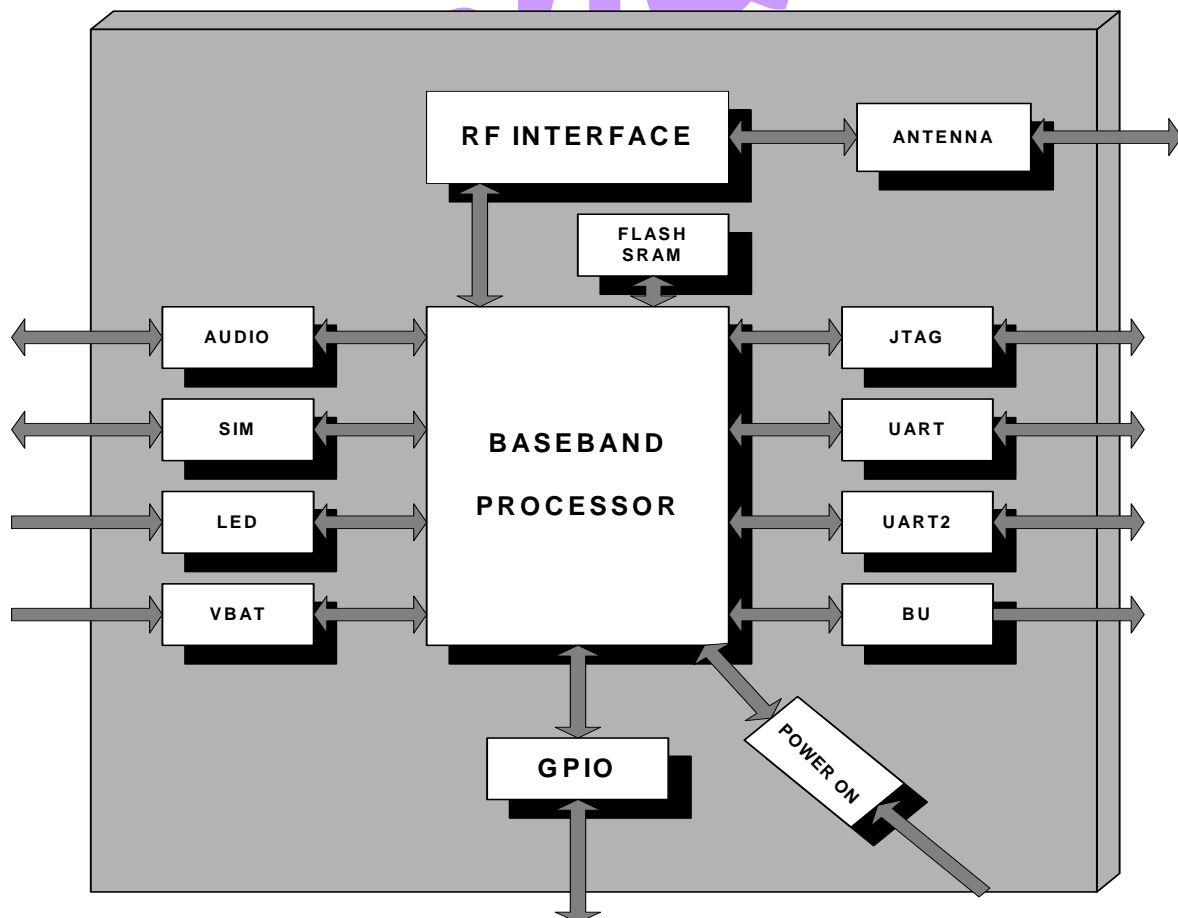 RF INTERFACE
ANTENNA
FLASH
SRAM
AUDIO
JTAG
SIM
UART
BASEBAND
PROCESSOR
LED
UART2
VBAT
BU
GPIO
POWER ON